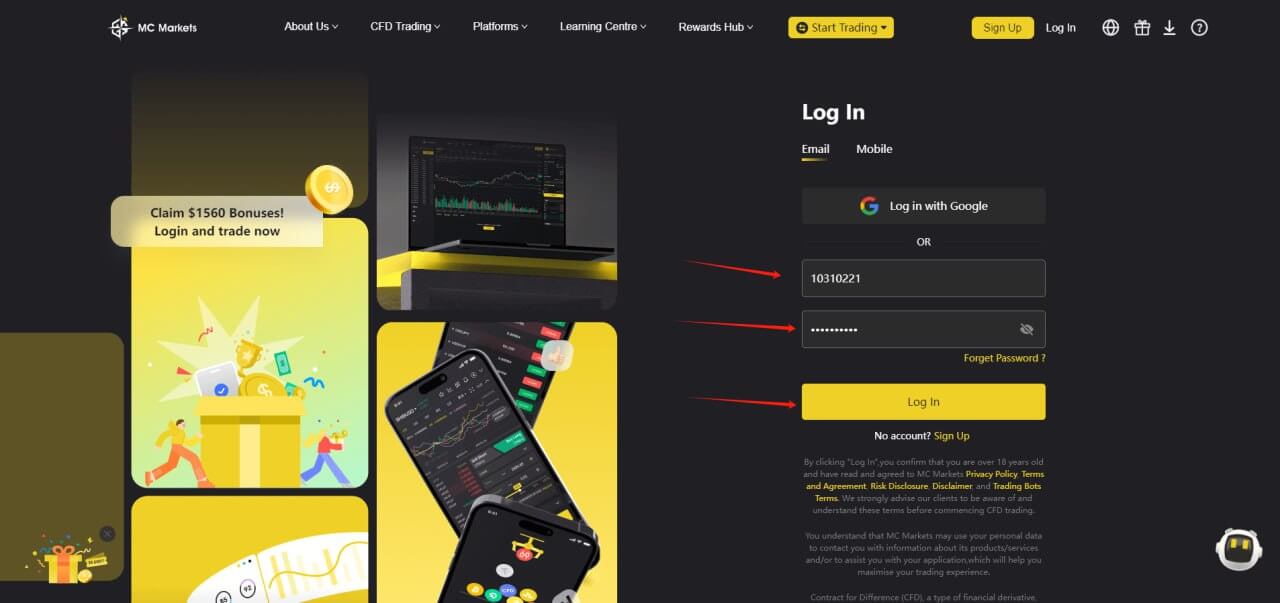 MC Markets
About Us
CFD Trading
Platforms
Learning Centre
Rewards Hub
Start Trading
Sign Up
Log In
Claim $1560 Bonuses!
Login and trade now
Log In
Email
Mobile
Log in with Google
OR
10310221
••••••••••
Forget Password ?
Log In
No account? Sign Up
By clicking "Log In",you confirm that you are over 18 years old
and have read and agreed to MC Markets Privacy Policy, Terms
and Agreement, Risk Disclosure, Disclaimer, and Trading Bots
Terms. We strongly advise our clients to be aware of and
understand these terms before commencing CFD trading.
You understand that MC Markets may use your personal data
to contact you with information about its products/services
and/or to assist you with your application,which will help you
maximise your trading experience.
Contract for Difference (CFD), a type of financial derivative,